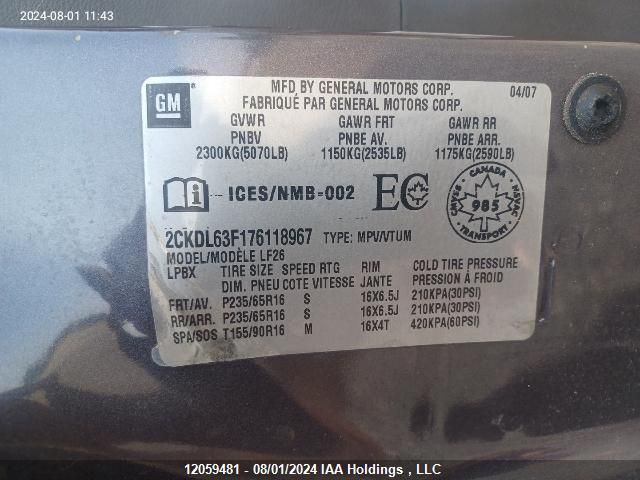 2024-08-01 11:43
GM
MFD BY GENERAL MOTORS CORP. 04/07
FABRIQUÉ PAR GENERAL MOTORS CORP.
GVWR GAWR FRT GAWR RR
PNBV PNBE AV. PNBE ARR.
2300KG(5070LB) 1150KG(2535LB) 1175KG(2590LB)
i ICES/NMB-002 EC CANADA CMVSS 985 NSVAC
2CKDL63F176118967 TYPE: MPV/VTUM
MODEL/MODÈLE LF26
LPBX TIRE SIZE SPEED RTG RIM COLD TIRE PRESSURE
DIM. PNEU COTE VITESSE JANTE PRESSION À FROID
FRT/AV. P235/65R16 S 16X6.5J 210KPA(30PSI)
RR/ARR. P235/65R16 S 16X6.5J 210KPA(30PSI)
SPA/SOS T155/90R16 M 16X4T 420KPA(60PSI)
12059481 - 08/01/2024 IAA Holdings , LLC